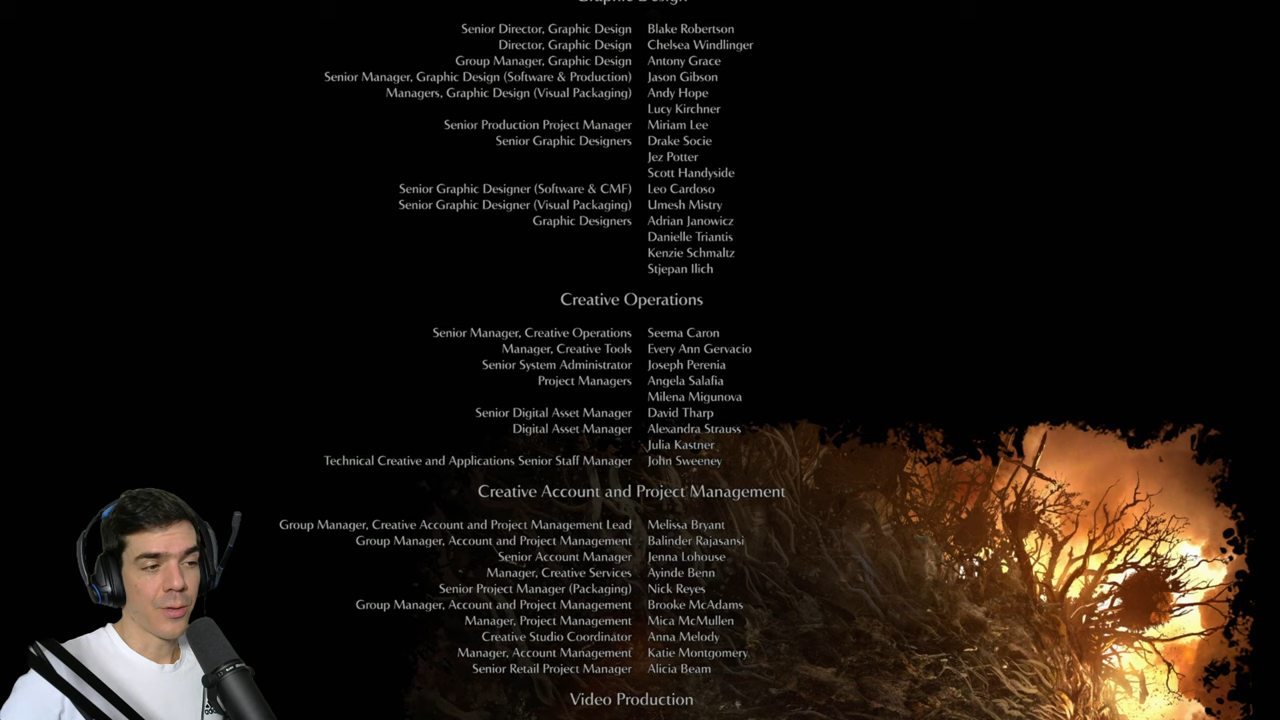 Graphic Design
Senior Director, Graphic Design Blake Robertson
Director, Graphic Design Chelsea Windlinger
Group Manager, Graphic Design Antony Grace
Senior Manager, Graphic Design (Software & Production) Jason Gibson
Managers, Graphic Design (Visual Packaging) Andy Hope
Lucy Kirchner
Senior Production Project Manager Miriam Lee
Senior Graphic Designers Drake Socie
Jez Potter
Scott Handyside
Senior Graphic Designer (Software & CMF) Leo Cardoso
Senior Graphic Designer (Visual Packaging) Umesh Mistry
Graphic Designers Adrian Janowicz
Danielle Triantis
Kenzie Schmaltz
Stjepan Ilich
Creative Operations
Senior Manager, Creative Operations Seema Caron
Manager, Creative Tools Every Ann Gervacio
Senior System Administrator Joseph Perenia
Project Managers Angela Salafia
Milena Migunova
Senior Digital Asset Manager David Tharp
Digital Asset Manager Alexandra Strauss
Julia Kastner
Technical Creative and Applications Senior Staff Manager John Sweeney
Creative Account and Project Management
Group Manager, Creative Account and Project Management Lead Melissa Bryant
Group Manager, Account and Project Management Balinder Rajasansi
Senior Account Manager Jenna Lohouse
Manager, Creative Services Ayinde Benn
Senior Project Manager (Packaging) Nick Reyes
Group Manager, Account and Project Management Brooke McAdams
Manager, Project Management Mica McMullen
Creative Studio Coordinator Anna Melody
Manager, Account Management Katie Montgomery
Senior Retail Project Manager Alicia Beam
Video Production